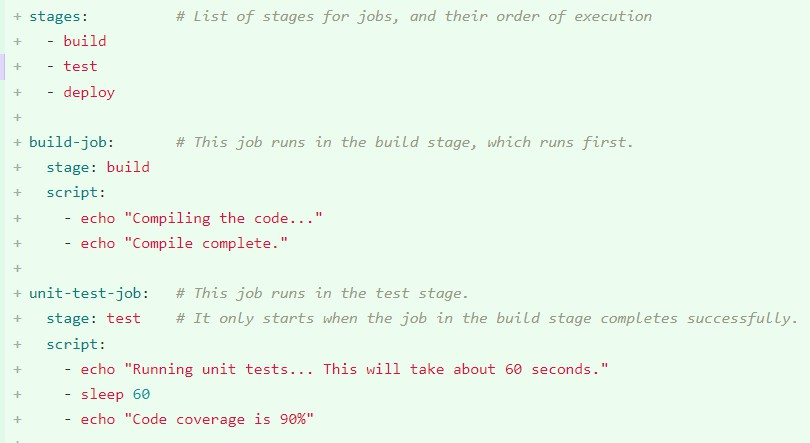 + stages:          # List of stages for jobs, and their order of execution
+   - build
+   - test
+   - deploy
+
+ build-job:       # This job runs in the build stage, which runs first.
+   stage: build
+   script:
+     - echo "Compiling the code..."
+     - echo "Compile complete."
+
+ unit-test-job:   # This job runs in the test stage.
+   stage: test    # It only starts when the job in the build stage completes successfully.
+   script:
+     - echo "Running unit tests... This will take about 60 seconds."
+     - sleep 60
+     - echo "Code coverage is 90%"